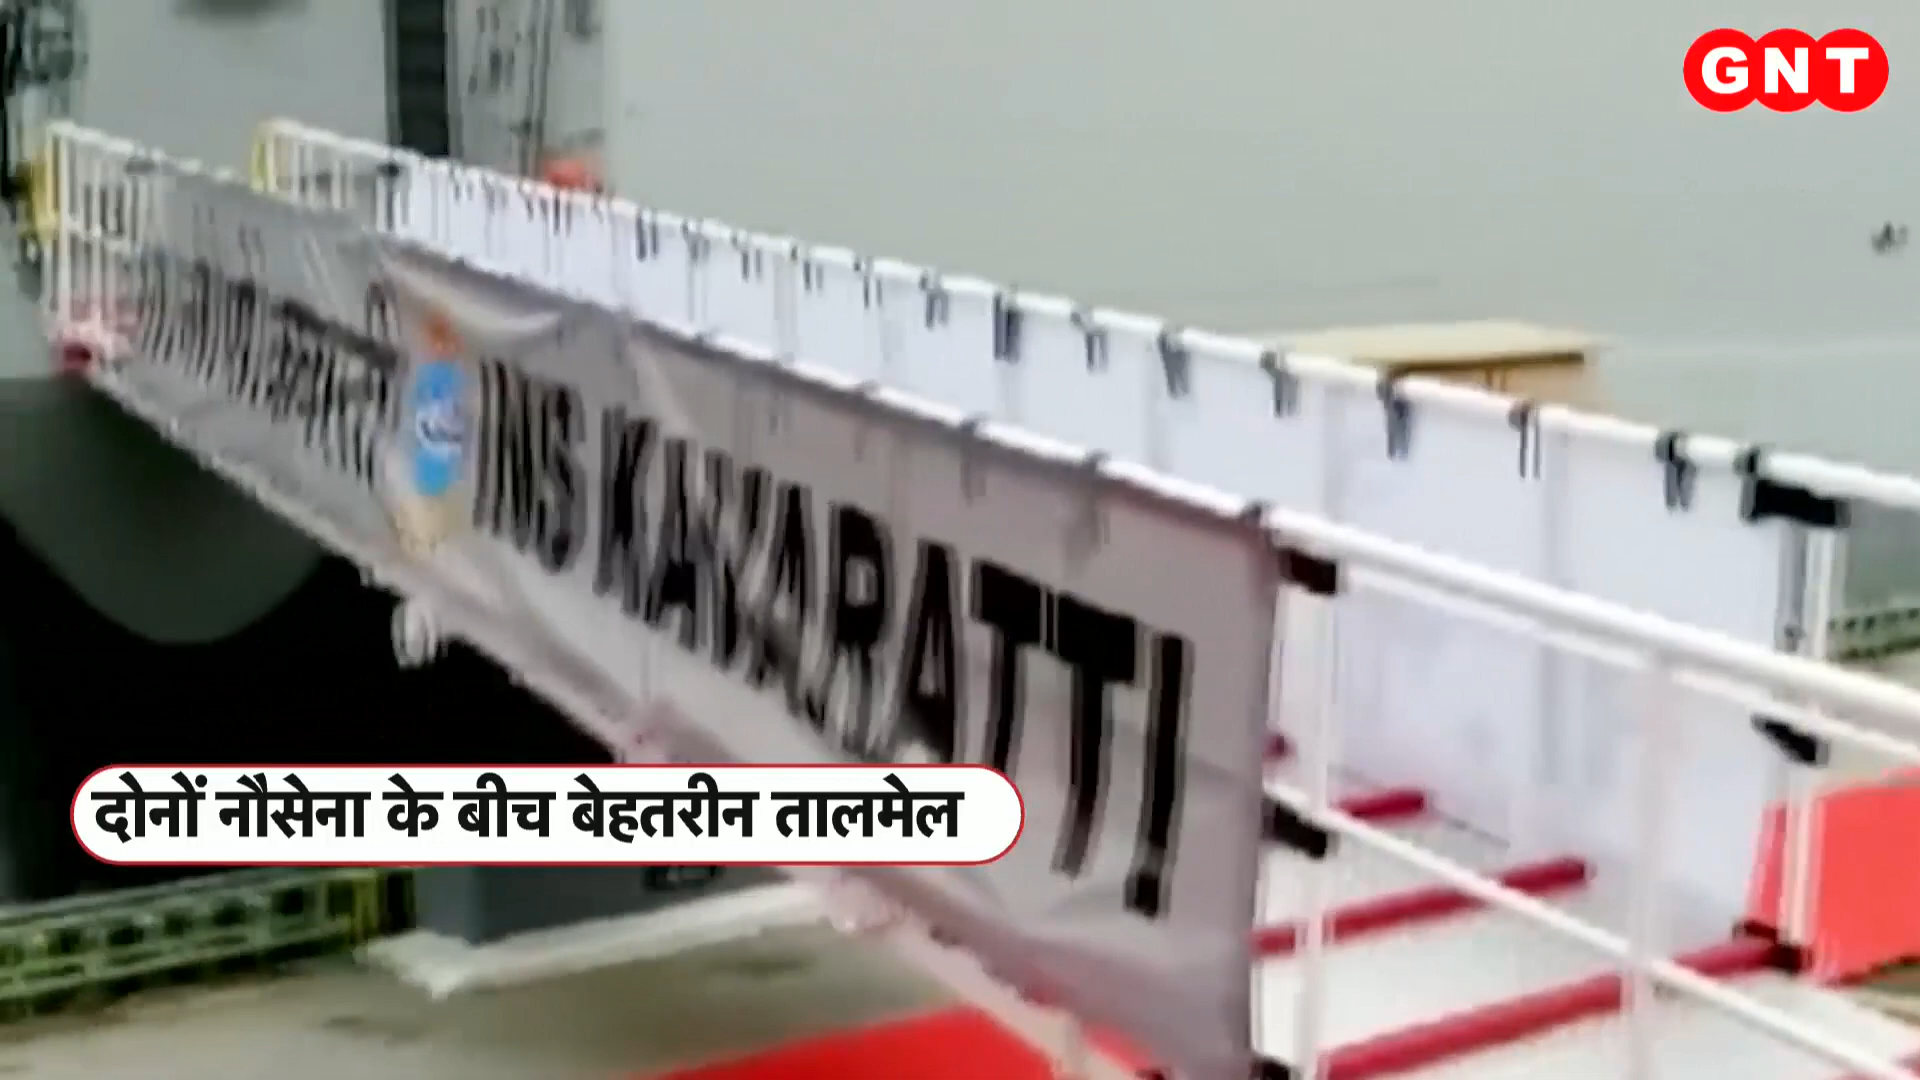 GNT
INS KAVARATTI
दोनों नौसेना के बीच बेहतरीन तालमेल